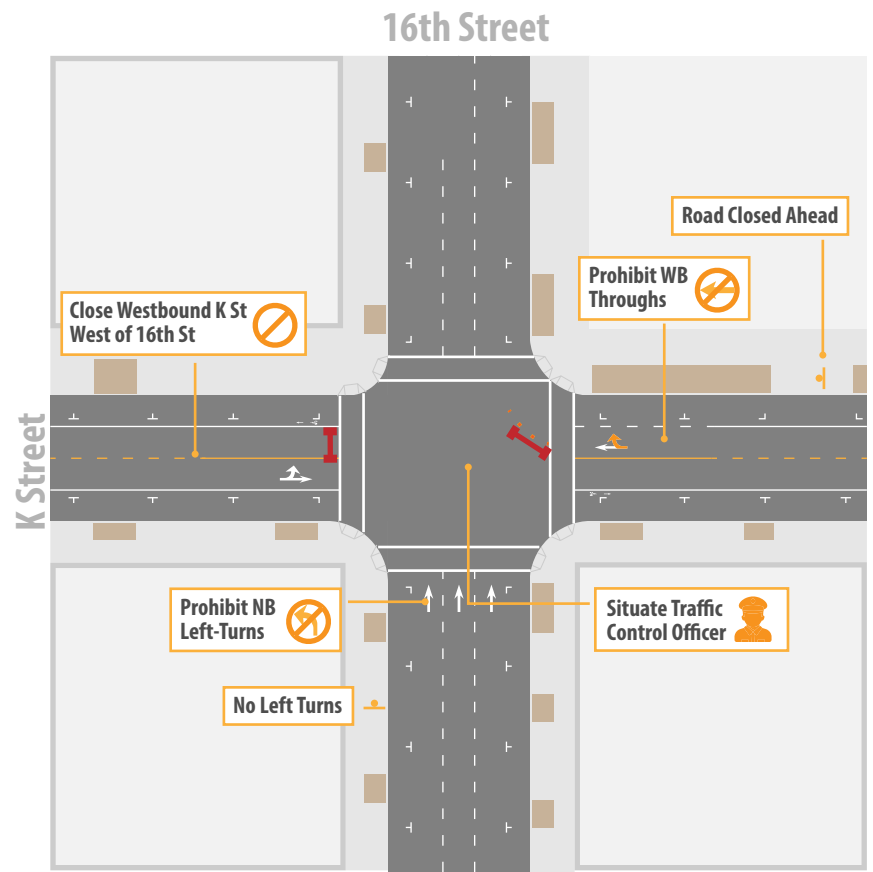 16th Street
Road Closed Ahead
Prohibit WB
Throughs
Close Westbound K St
West of 16th St
K Street
Prohibit NB
Left-Turns
Situate Traffic
Control Officer
No Left Turns